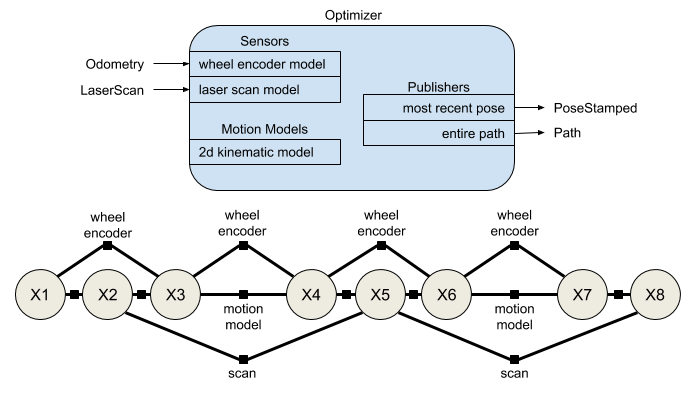 Optimizer
Sensors
Odometry
wheel encoder model
LaserScan
laser scan model
Publishers
most recent pose
PoseStamped
entire path
Path
Motion Models
2d kinematic model
wheel
encoder
wheel
encoder
wheel
encoder
wheel
encoder
X1
X2
X3
X4
X5
X6
X7
X8
motion
model
motion
model
scan
scan